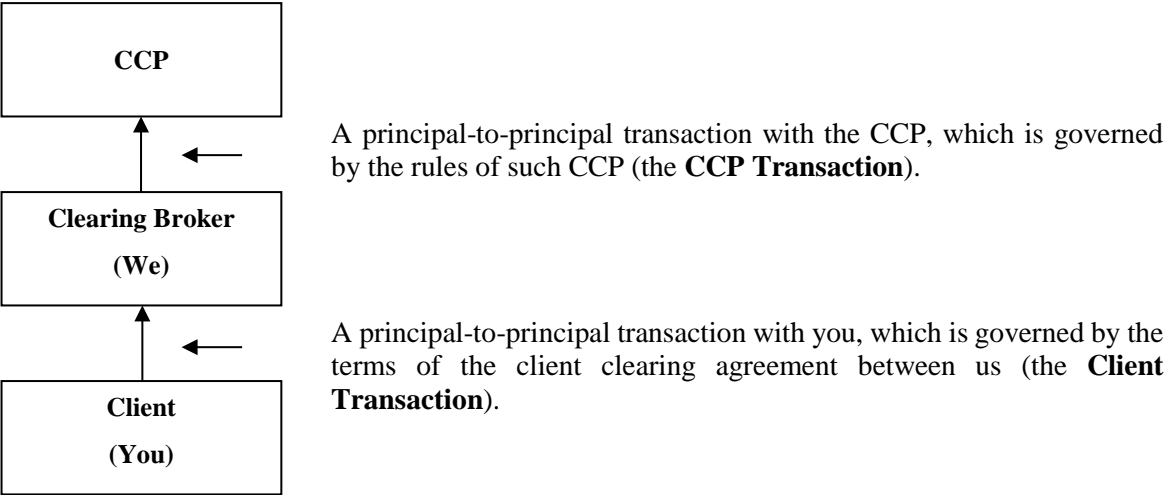 CCP
A principal-to-principal transaction with the CCP, which is governed
by the rules of such CCP (the CCP Transaction).
Clearing Broker
(We)
A principal-to-principal transaction with you, which is governed by the
terms of the client clearing agreement between us (the Client
Transaction).
Client
(You)